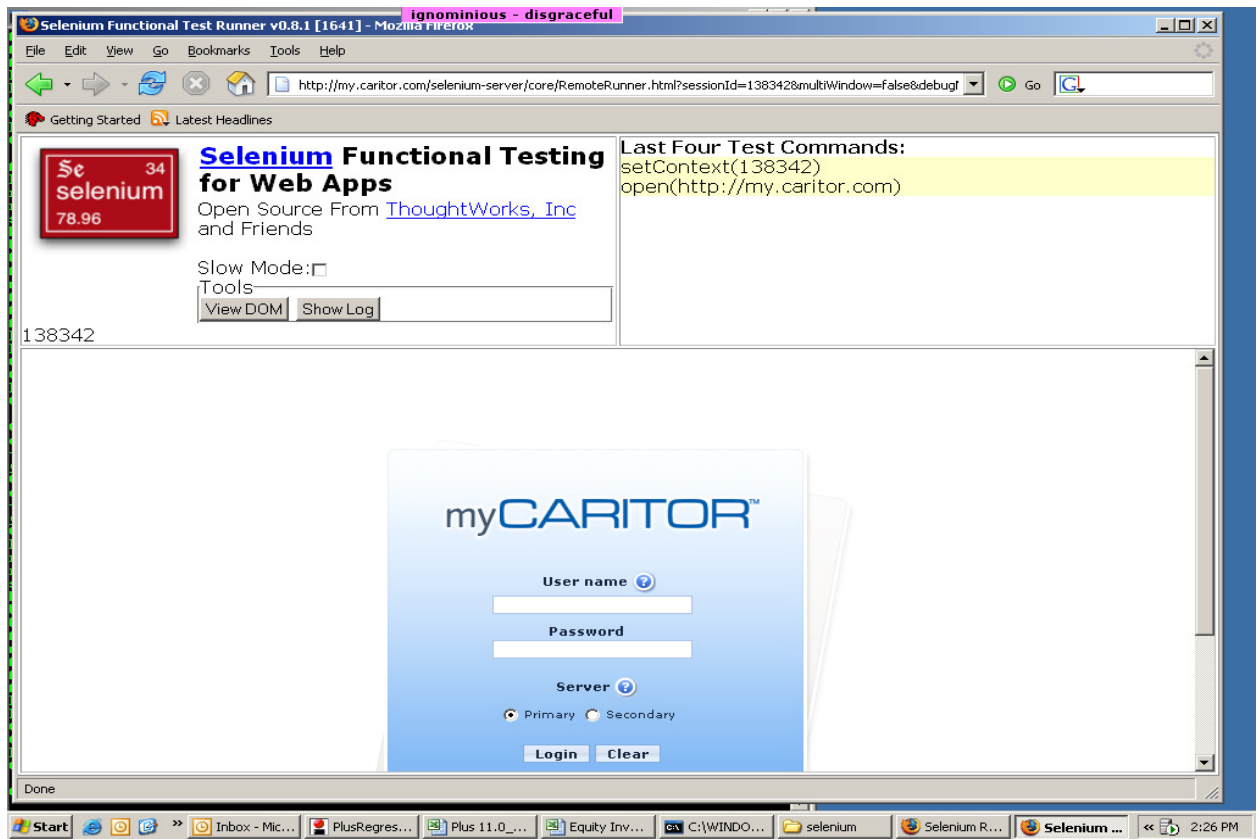 ignominious - disgraceful
Selenium Functional Test Runner v0.8.1 [1641] - Mozilla Firefox
File Edit View Go Bookmarks Tools Help
http://my.caritor.com/selenium-server/core/RemoteRunner.html?sessionId=138342&multiWindow=false&debugM Go G
Getting Started Latest Headlines
Se 34
selenium
78.96
Selenium Functional Testing
for Web Apps
Open Source From ThoughtWorks, Inc
and Friends
Slow Mode:
Tools
View DOM Show Log
138342
Last Four Test Commands:
setContext(138342)
open(http://my.caritor.com)
myCARITOR™
User name ?
Password
Server ?
Primary Secondary
Login Clear
Done
Start » Inbox - Mic... PlusRegres... Plus 11.0_... Equity Inv... C:\WINDO... selenium Selenium R... Selenium ... « 2:26 PM